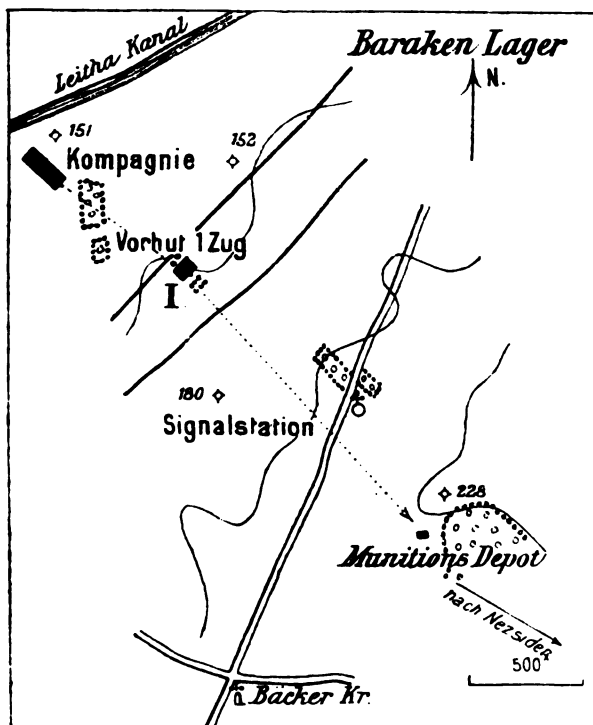 Leitha Kanal
Baraken Lager
N.
151
152
Kompagnie
Vorhut 1 Zug
I
180
Signalstation
228
Munitions Depot
nach Nezsider
500
Bäcker Kr.